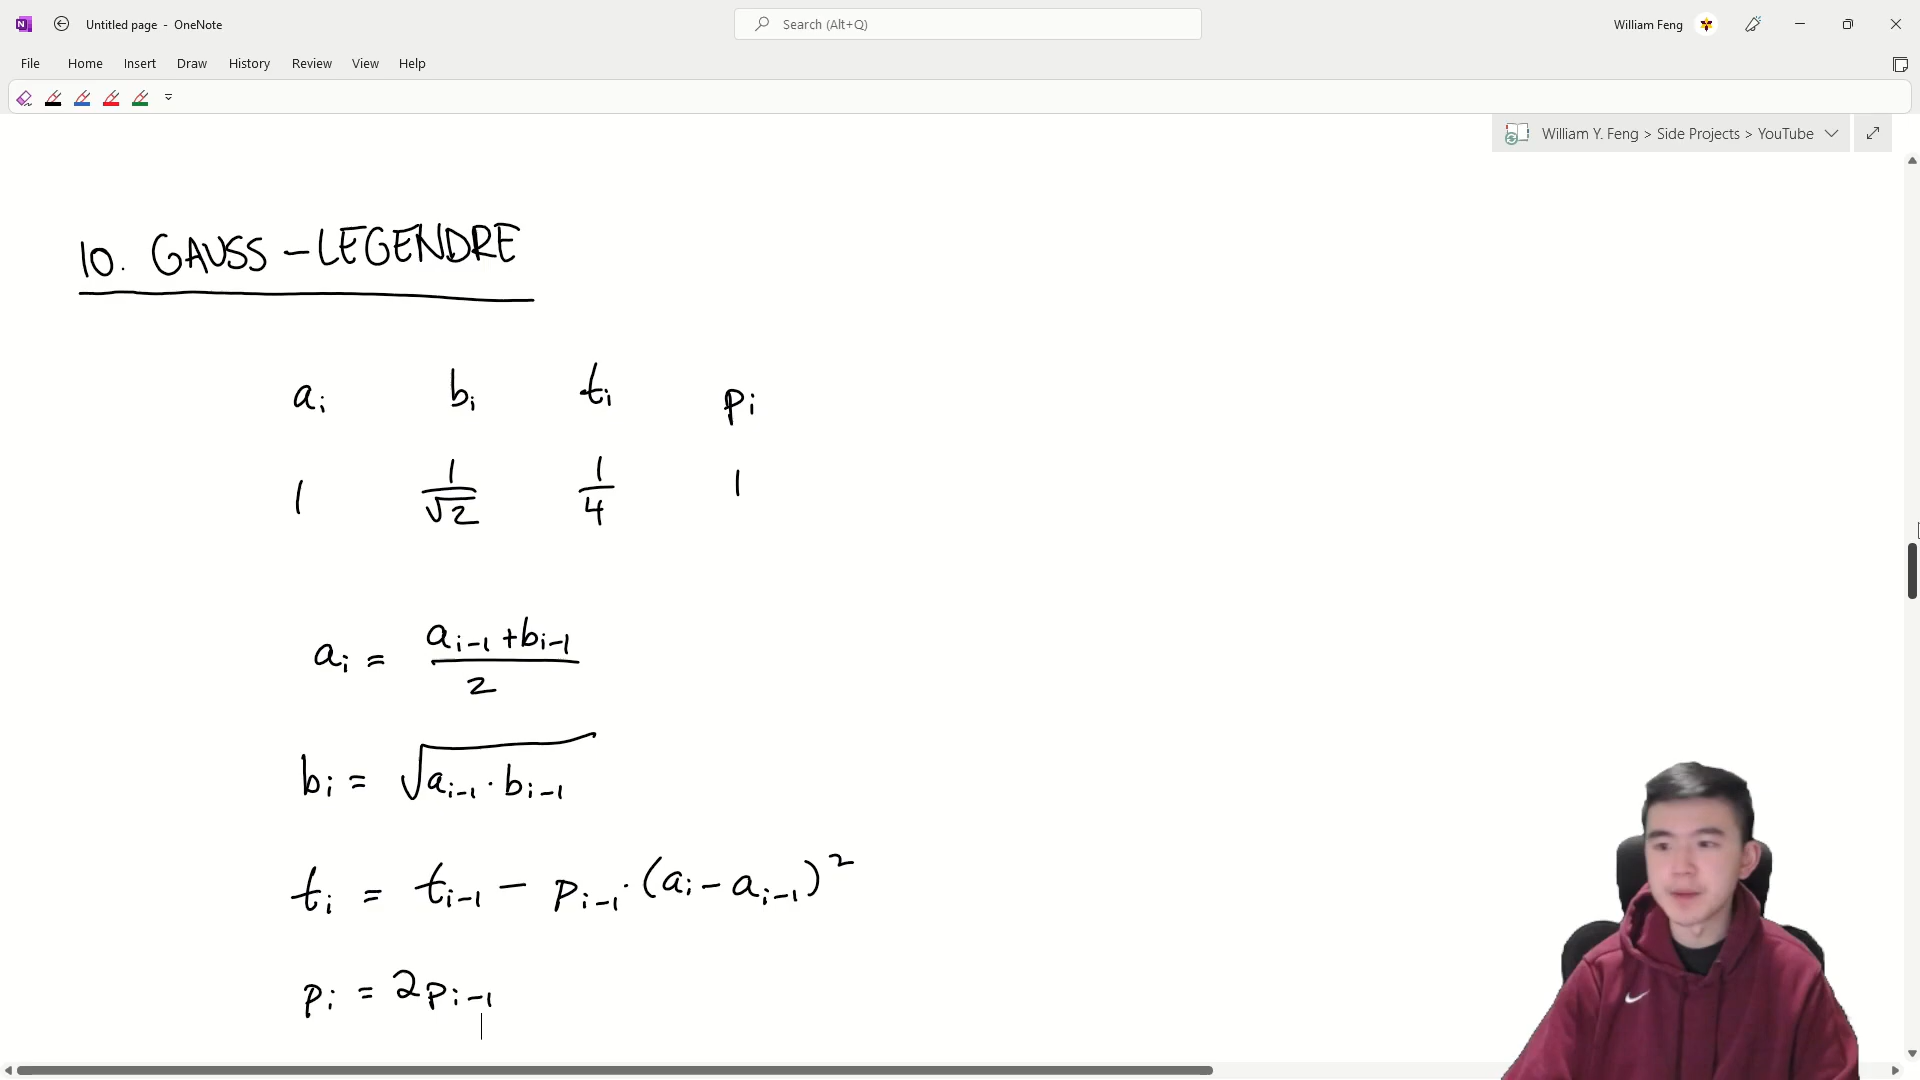 Untitled page - OneNote
Search (Alt+Q)
William Feng
File Home Insert Draw History Review View Help
William Y. Feng > Side Projects > YouTube
10. GAUSS - LEGENDRE
aᵢ bᵢ tᵢ pᵢ
1 1/√2 1/4 1
aᵢ = (aᵢ₋₁ + bᵢ₋₁)/2
bᵢ = √(aᵢ₋₁ · bᵢ₋₁)
tᵢ = tᵢ₋₁ - pᵢ₋₁ · (aᵢ - aᵢ₋₁)²
pᵢ = 2pᵢ₋₁